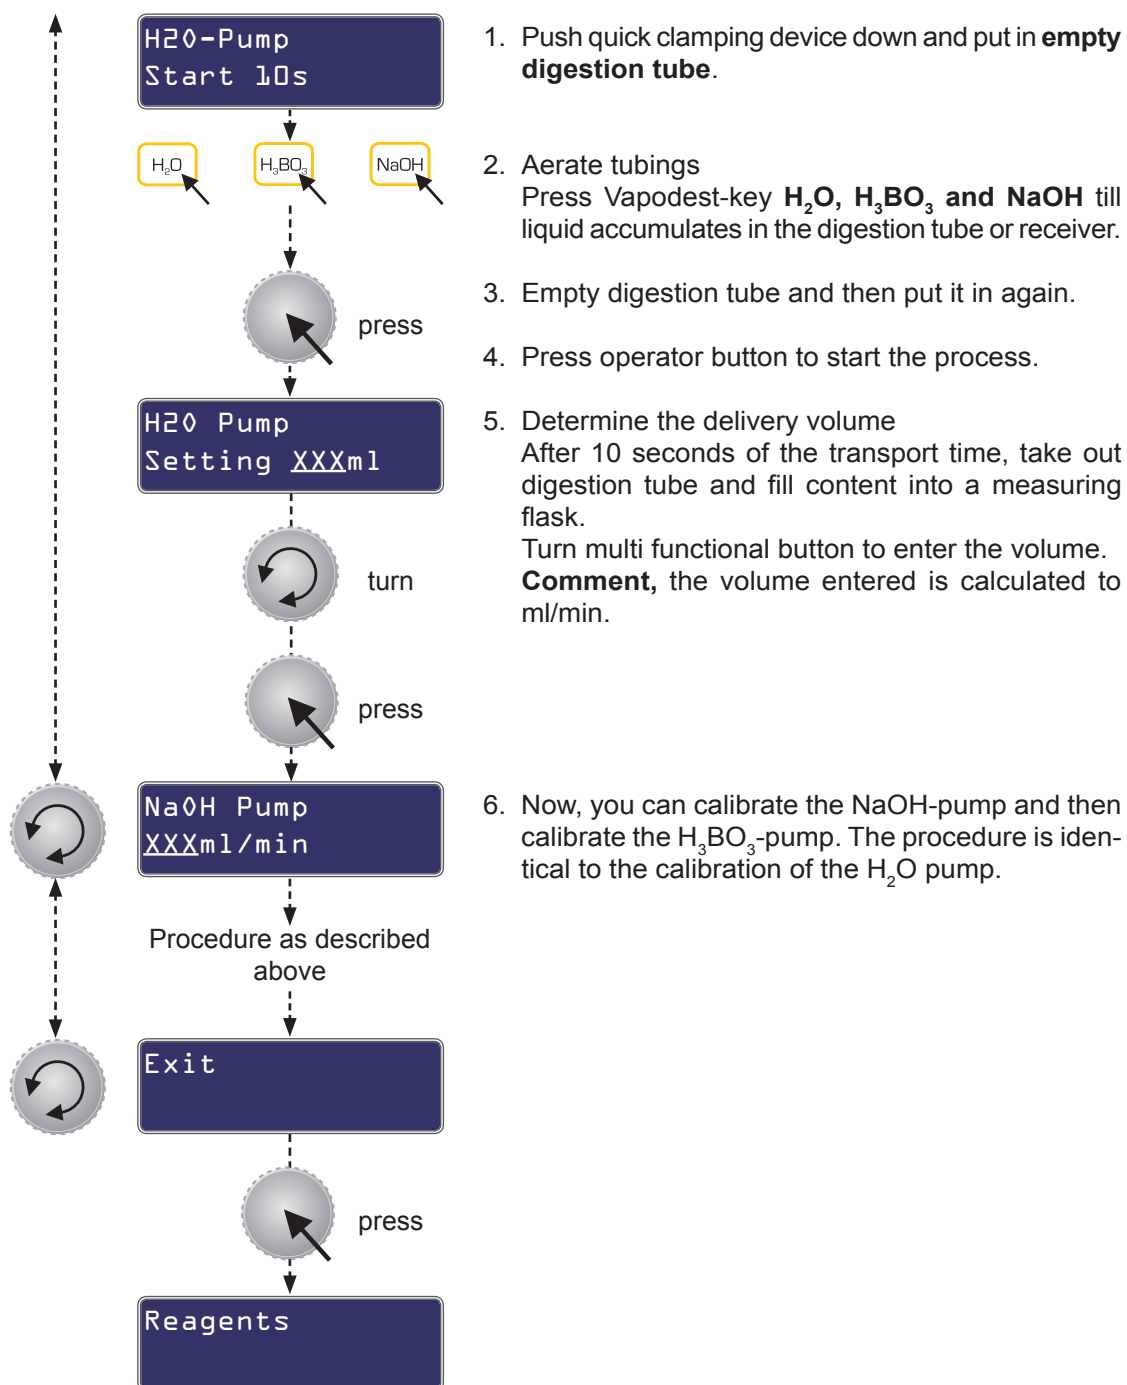 H20-Pump
Start 10s
1. Push quick clamping device down and put in empty
digestion tube.
H₂O
H₃BO₃
NaOH
2. Aerate tubings
Press Vapodest-key H₂O, H₃BO₃ and NaOH till
liquid accumulates in the digestion tube or receiver.
3. Empty digestion tube and then put it in again.
press
4. Press operator button to start the process.
H20 Pump
Setting XXXml
5. Determine the delivery volume
After 10 seconds of the transport time, take out
digestion tube and fill content into a measuring
flask.
Turn multi functional button to enter the volume.
Comment, the volume entered is calculated to
ml/min.
turn
press
NaOH Pump
XXXml/min
6. Now, you can calibrate the NaOH-pump and then
calibrate the H₃BO₃-pump. The procedure is iden-
tical to the calibration of the H₂O pump.
Procedure as described
above
Exit
press
Reagents